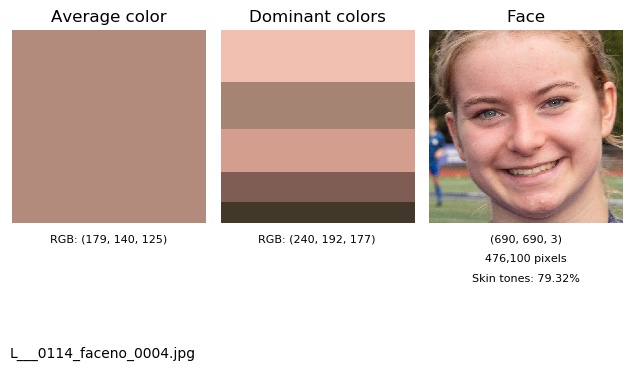 Average color
Dominant colors
Face
RGB: (179, 140, 125)
RGB: (240, 192, 177)
(690, 690, 3)
476,100 pixels
Skin tones: 79.32%
L___0114_faceno_0004.jpg